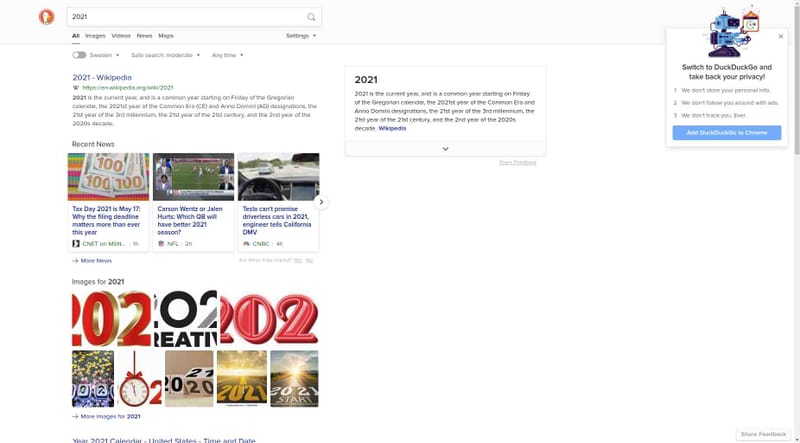 2021
All Images Videos News Maps Settings
Sweden Safe search: moderate Any time
2021 - Wikipedia
W https://en.wikipedia.org/wiki/2021
2021 is the current year, and is a common year starting on Friday of the Gregorian
calendar, the 2021st year of the Common Era (CE) and Anno Domini (AD) designations, the
21st year of the 3rd millennium, the 21st year of the 21st century, and the 2nd year of the
2020s decade.
Recent News
100
100 100
Tax Day 2021 is May 17:
Why the filing deadline
matters more than ever
this year
CNET on MSN... | 1h
Carson Wentz or Jalen
Hurts: Which QB will
have better 2021
season?
NFL | 2h
Tesla can't promise
driverless cars in 2021,
engineer tells California
DMV
CNBC | 4h
→ More News
Are these links helpful? Yes No
Images for 2021
202
202
REATIV
202
2021
START
→ More Images for 2021
Year 2021 Calendar - United States - Time and Date
2021
2021 is the current year, and is a common year starting on Friday
of the Gregorian calendar, the 2021st year of the Common Era and
Anno Domini designations, the 21st year of the 3rd millennium, the
21st year of the 21st century, and the 2nd year of the 2020s
decade. Wikipedia
Share Feedback
Switch to DuckDuckGo and
take back your privacy!
1 We don't store your personal info.
2 We don't follow you around with ads.
3 We don't track you. Ever.
Add DuckDuckGo to Chrome
Share Feedback